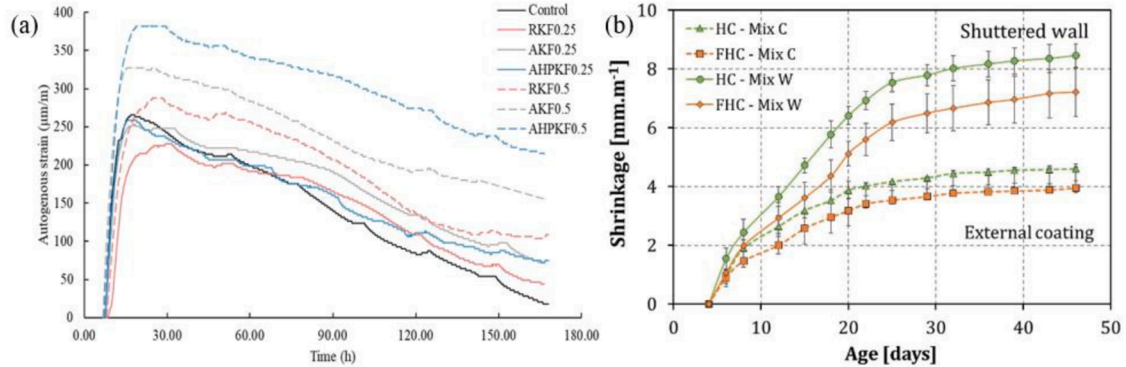 (a)
Autogenous strain (µm/m)
400
350
300
250
200
150
100
50
0
0.00 30.00 60.00 90.00 120.00 150.00 180.00
Time (h)
Control
RKF0.25
AKF0.25
AHPKF0.25
RKF0.5
AKF0.5
AHPKF0.5
(b)
Shrinkage [mm.m⁻¹]
10
8
6
4
2
0
0 10 20 30 40 50
Age [days]
HC - Mix C
FHC - Mix C
HC - Mix W
FHC - Mix W
Shuttered wall
External coating